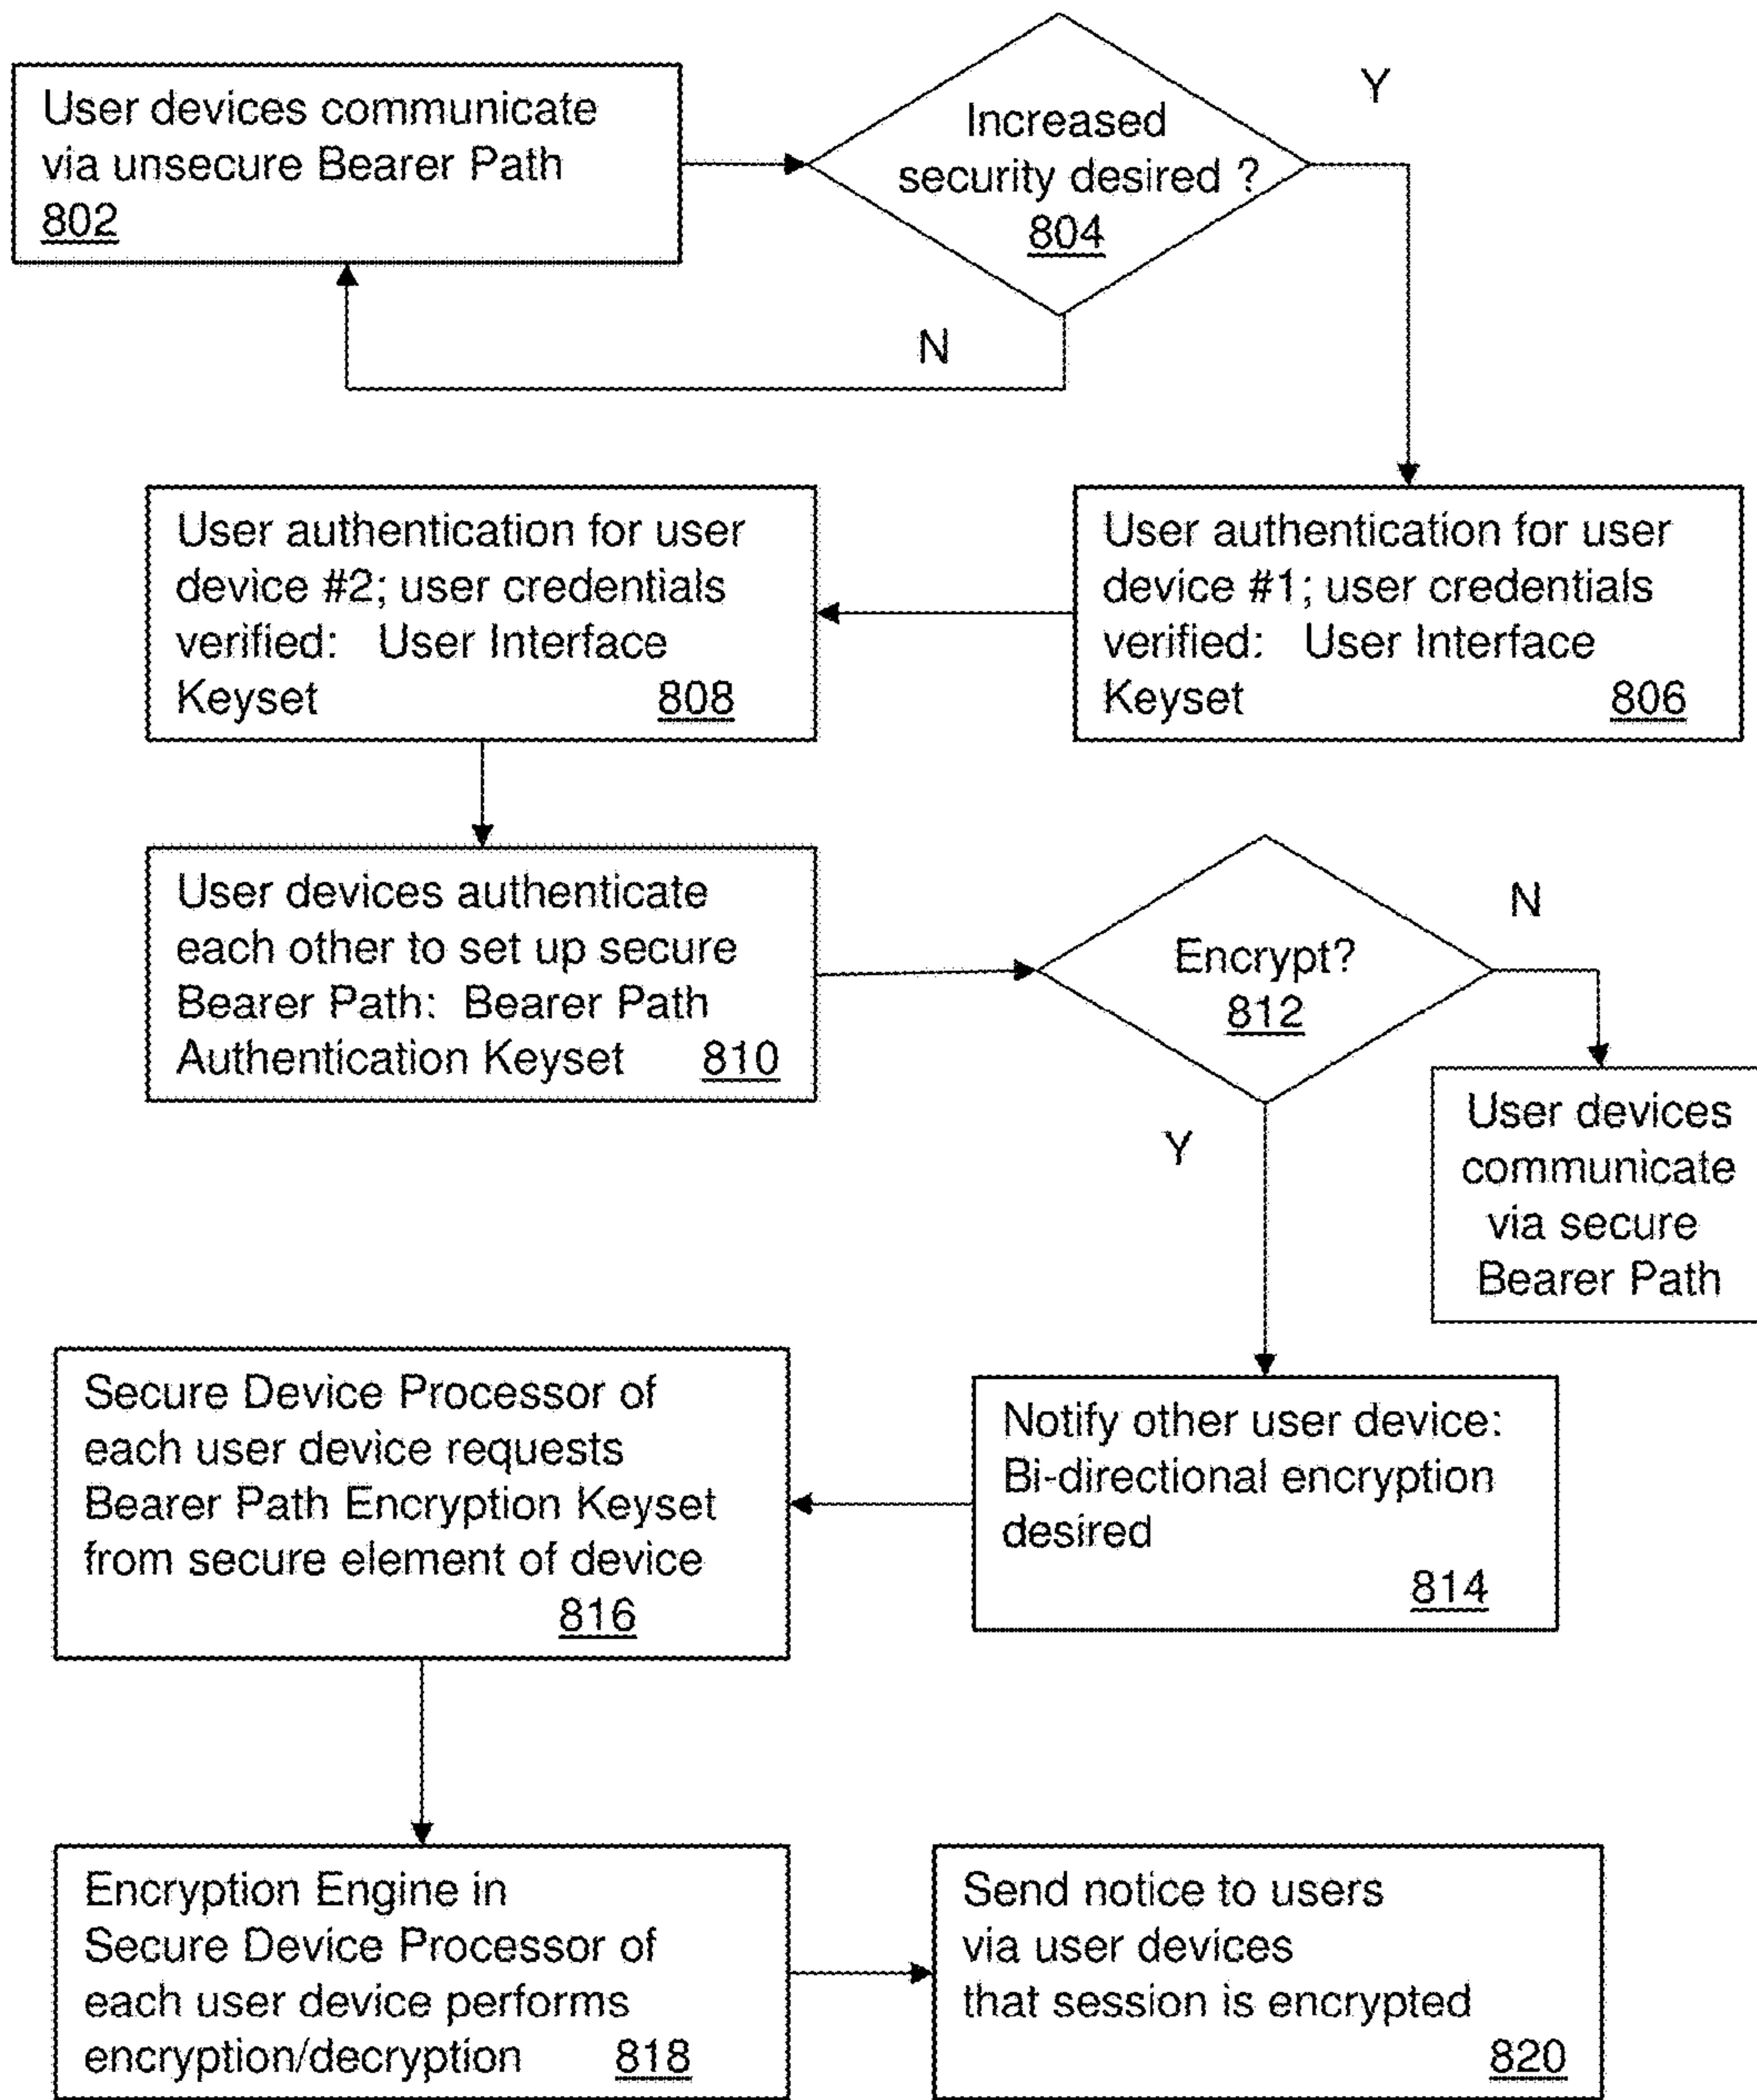 User devices communicate
via unsecure Bearer Path
802
Increased
security desired ?
804
Y
N
User authentication for user
device #1; user credentials
verified: User Interface
Keyset 806
User authentication for user
device #2; user credentials
verified: User Interface
Keyset 808
User devices authenticate
each other to set up secure
Bearer Path: Bearer Path
Authentication Keyset 810
Encrypt?
812
N
Y
User devices
communicate
via secure
Bearer Path
Notify other user device:
Bi-directional encryption
desired
814
Secure Device Processor of
each user device requests
Bearer Path Encryption Keyset
from secure element of device
816
Encryption Engine in
Secure Device Processor of
each user device performs
encryption/decryption 818
Send notice to users
via user devices
that session is encrypted
820